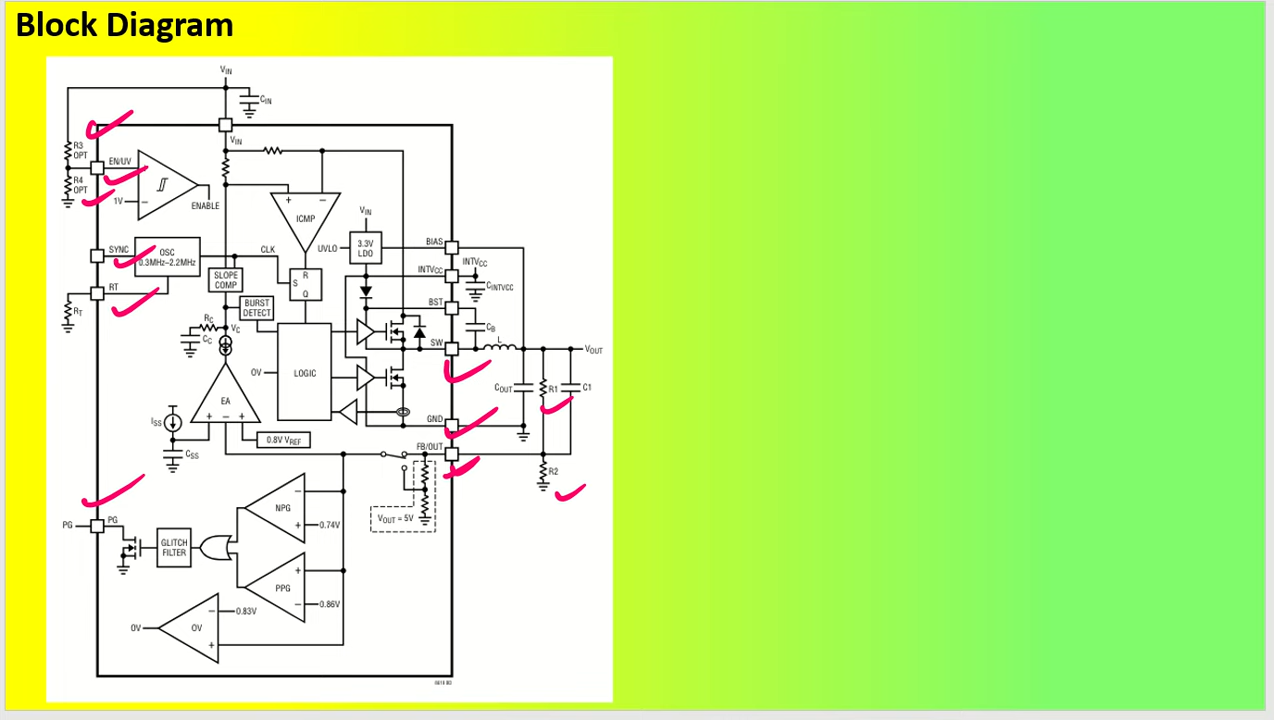 Block Diagram
VIN
CIN
R3
OPT
VIN
EN/UV
R4
OPT
1V
+
−
ENABLE
ICMP
VIN
SYNC
OSC
0.3MHz–2.2MHz
CLK
UVLO
3.3V
LDO
BIAS
SLOPE
COMP
R
S
Q
INTVCC
INTVCC
CINTVCC
RT
RT
BURST
DETECT
BST
CB
RC
VC
CC
SW
L
VOUT
0V
LOGIC
COUT
R1
C1
EA
+ − +
ISS
GND
0.8V VREF
FB/OUT
CSS
R2
−
NPG
+
0.74V
VOUT = 5V
PG
PG
GLITCH
FILTER
+
PPG
−
0.86V
−
0.83V
0V
OV
+